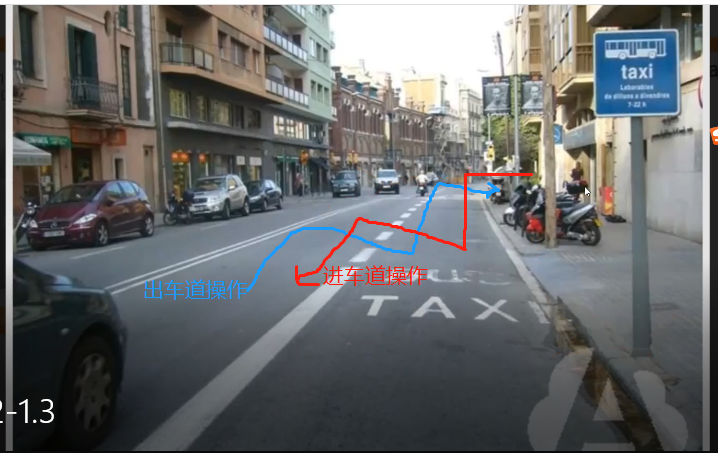 taxi
Laborables
de dilluns a divendres
7-22 h
出车道操作
进车道操作
TAXI
2-1.3
A